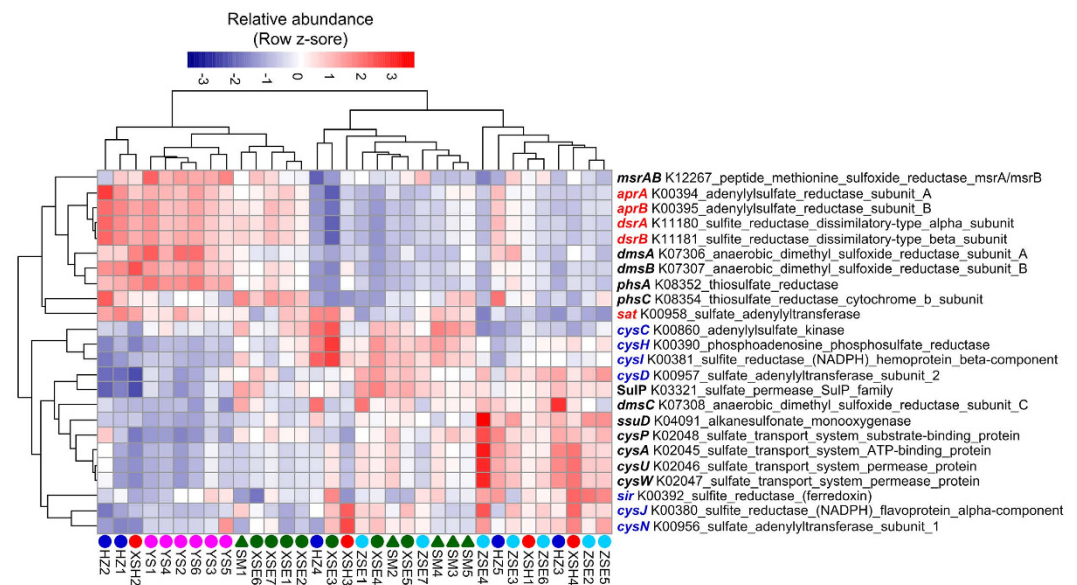 Relative abundance
(Row z-sore)
-3 -2 -1 0 1 2 3
msrAB K12267_peptide_methionine_sulfoxide_reductase_msrA/msrB
aprA K00394_adenylylsulfate_reductase_subunit_A
aprB K00395_adenylylsulfate_reductase_subunit_B
dsrA K11180_sulfite_reductase_dissimilatory-type_alpha_subunit
dsrB K11181_sulfite_reductase_dissimilatory-type_beta_subunit
dmsA K07306_anaerobic_dimethyl_sulfoxide_reductase_subunit_A
dmsB K07307_anaerobic_dimethyl_sulfoxide_reductase_subunit_B
phsA K08352_thiosulfate_reductase
phsC K08354_thiosulfate_reductase_cytochrome_b_subunit
sat K00958_sulfate_adenylyltransferase
cysC K00860_adenylylsulfate_kinase
cysH K00390_phosphoadenosine_phosphosulfate_reductase
cysI K00381_sulfite_reductase_(NADPH)_hemoprotein_beta-component
cysD K00957_sulfate_adenylyltransferase_subunit_2
SulP K03321_sulfate_permease_SulP_family
dmsC K07308_anaerobic_dimethyl_sulfoxide_reductase_subunit_C
ssuD K04091_alkanesulfonate_monooxygenase
cysP K02048_sulfate_transport_system_substrate-binding_protein
cysA K02045_sulfate_transport_system_ATP-binding_protein
cysU K02046_sulfate_transport_system_permease_protein
cysW K02047_sulfate_transport_system_permease_protein
sir K00392_sulfite_reductase_(ferredoxin)
cysJ K00380_sulfite_reductase_(NADPH)_flavoprotein_alpha-component
cysN K00956_sulfate_adenylyltransferase_subunit_1
HZ2 HZ1 XSH2 YS1 YS4 YS2 YS6 YS3 YS5 SM1 XSE6 XSE7 XSE1 XSE2 HZ4 XSE3 XSH3 ZSE1 XSE4 SM2 XSE5 ZSE7 SM4 SM3 SM5 ZSE4 HZ5 ZSE3 XSH1 ZSE6 HZ3 XSH4 ZSE2 ZSE5